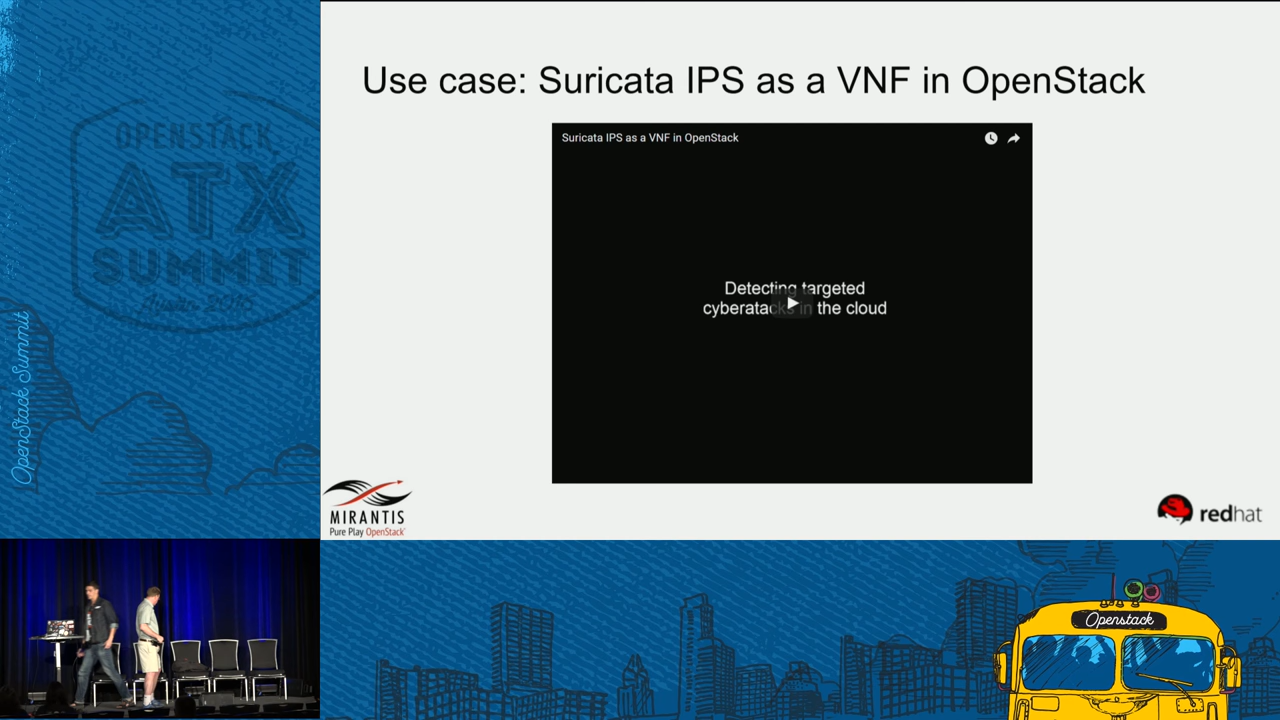 Use case: Suricata IPS as a VNF in OpenStack
Suricata IPS as a VNF in OpenStack
Detecting targeted
cyberatacks in the cloud
MIRANTIS
Pure Play OpenStack
redhat
OPENSTACK
ATX
SUMMIT
OpenStack Summit
Openstack